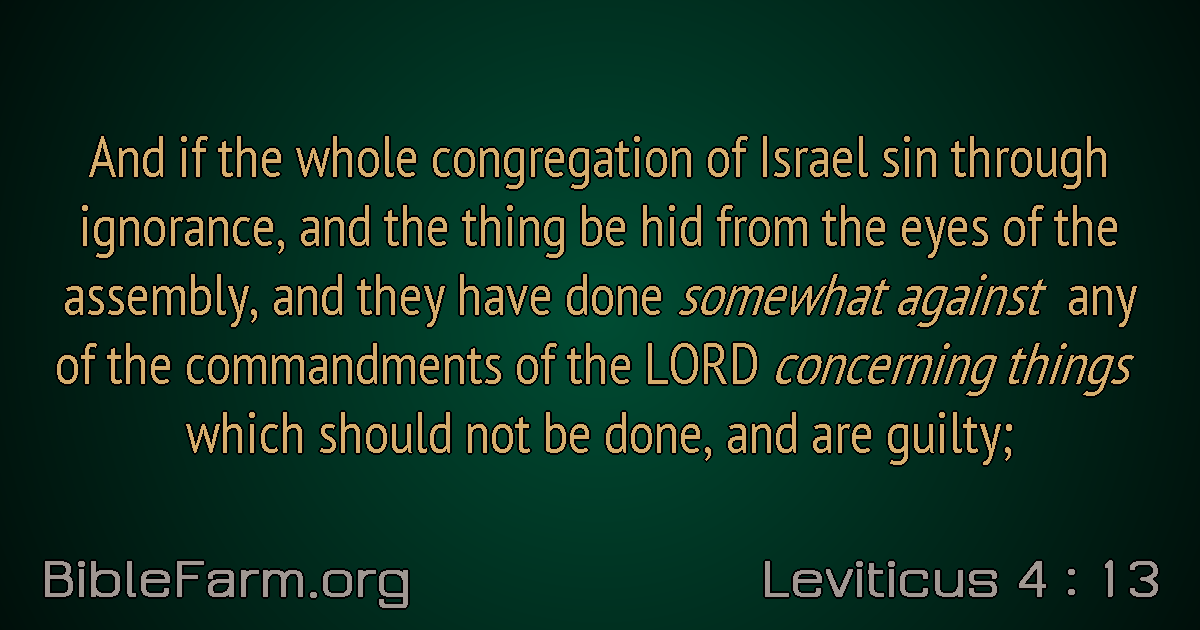 And if the whole congregation of Israel sin through
ignorance, and the thing be hid from the eyes of the
assembly, and they have done somewhat against any
of the commandments of the LORD concerning things
which should not be done, and are guilty;
BibleFarm.org
Leviticus 4 : 13